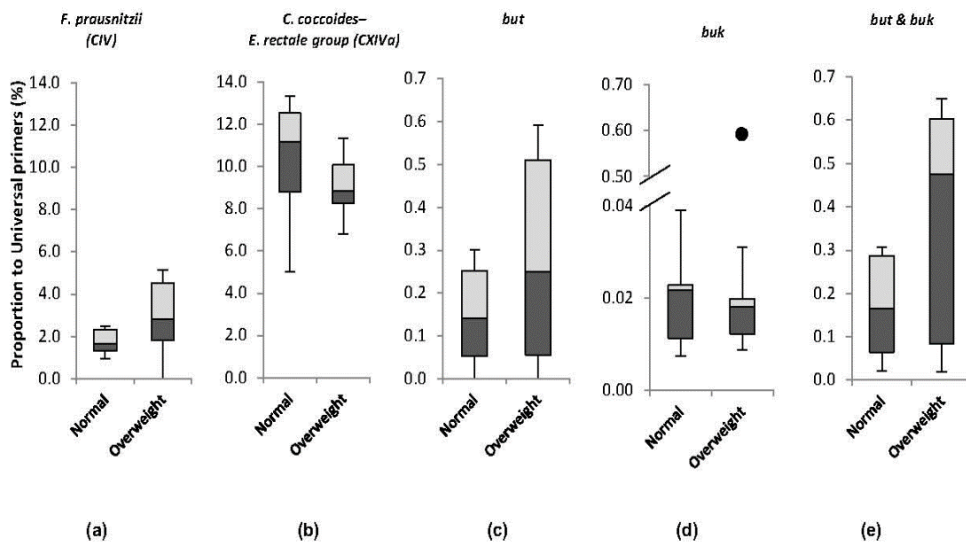 F. prausnitzii
(CIV)
C. coccoides–
E. rectale group (CXIVa)
but
buk
but & buk
Proportion to Universal primers (%)
14.0
12.0
10.0
8.0
6.0
4.0
2.0
0.0
Normal
Overweight
(a)
14.0
12.0
10.0
8.0
6.0
4.0
2.0
0.0
Normal
Overweight
(b)
0.7
0.6
0.5
0.4
0.3
0.2
0.1
0.0
Normal
Overweight
(c)
0.70
0.60
0.50
0.04
0.02
0.00
Normal
Overweight
(d)
0.7
0.6
0.5
0.4
0.3
0.2
0.1
0.0
Normal
Overweight
(e)